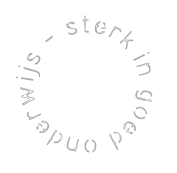 - sterk in goed onderwijs